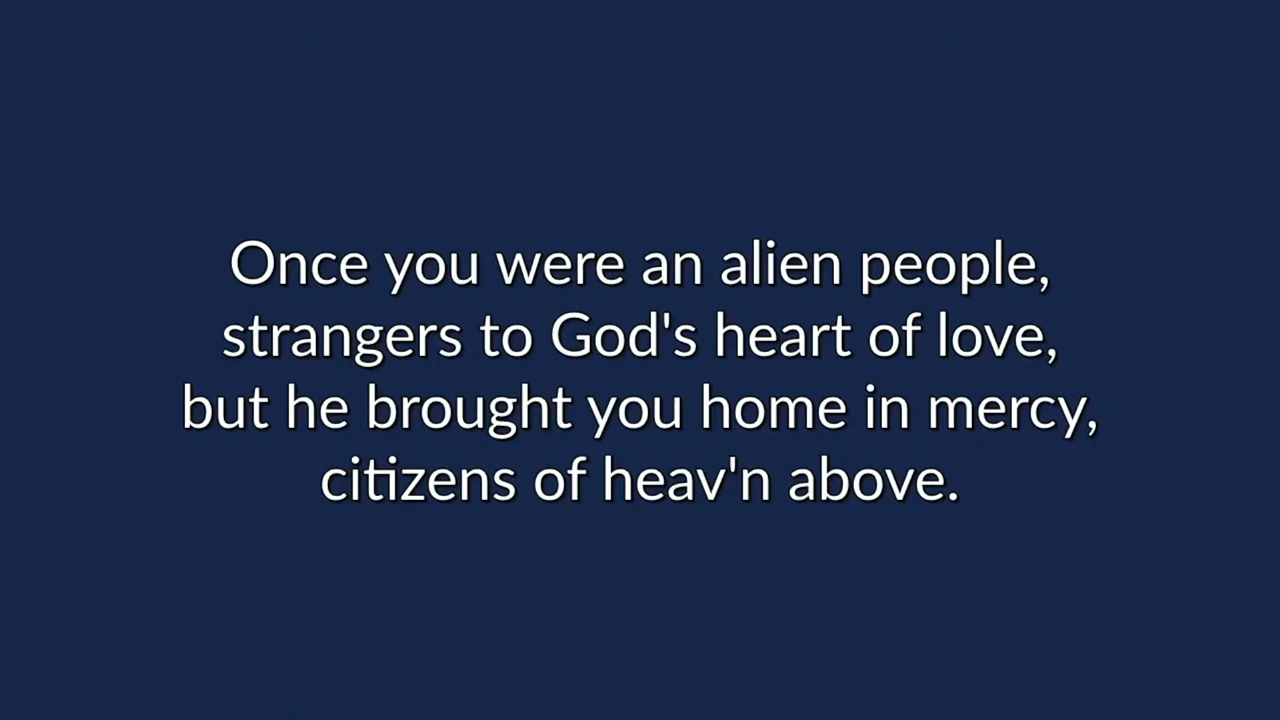 Once you were an alien people,
strangers to God's heart of love,
but he brought you home in mercy,
citizens of heav'n above.